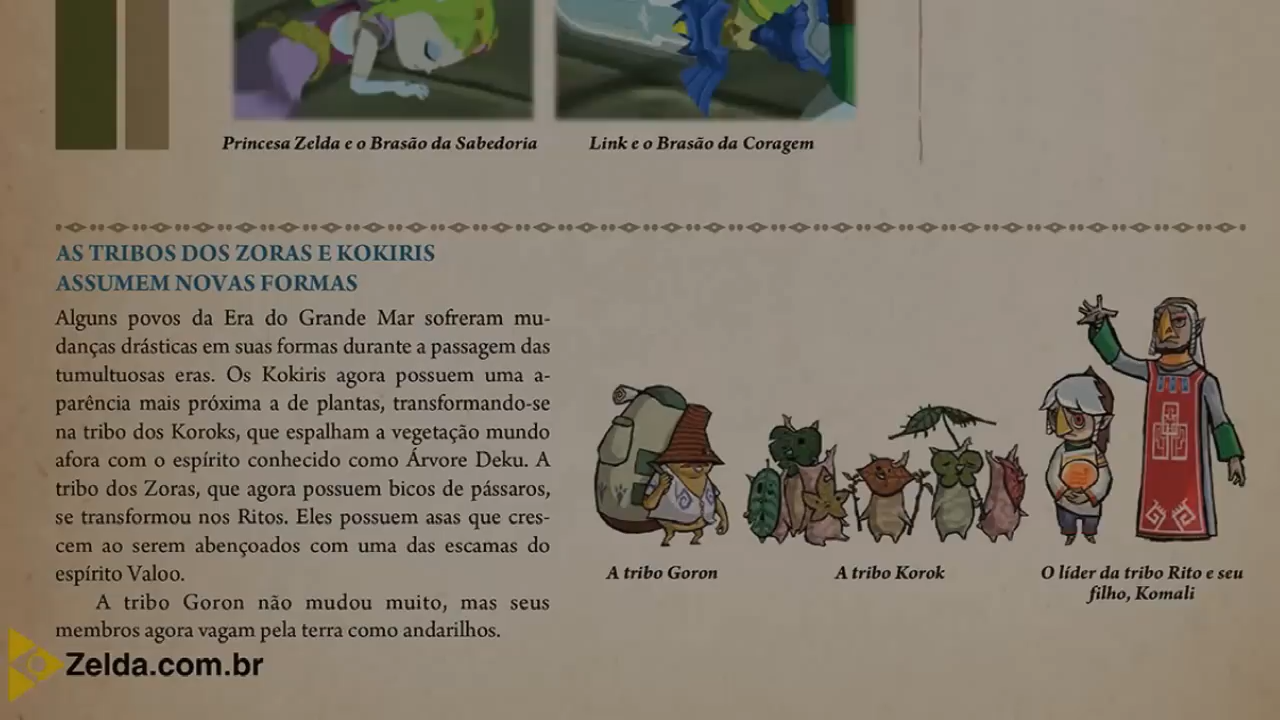 Princesa Zelda e o Brasão da Sabedoria
Link e o Brasão da Coragem
AS TRIBOS DOS ZORAS E KOKIRIS
ASSUMEM NOVAS FORMAS
Alguns povos da Era do Grande Mar sofreram mu-
danças drásticas em suas formas durante a passagem das
tumultuosas eras. Os Kokiris agora possuem uma a-
parência mais próxima a de plantas, transformando-se
na tribo dos Koroks, que espalham a vegetação mundo
afora com o espírito conhecido como Árvore Deku. A
tribo dos Zoras, que agora possuem bicos de pássaros,
se transformou nos Ritos. Eles possuem asas que cres-
cem ao serem abençoados com uma das escamas do
espírito Valoo.
A tribo Goron não mudou muito, mas seus
membros agora vagam pela terra como andarilhos.
A tribo Goron
A tribo Korok
O líder da tribo Rito e seu
filho, Komali
Zelda.com.br